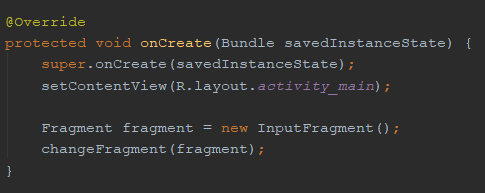 @Override
protected void onCreate(Bundle savedInstanceState) {
    super.onCreate(savedInstanceState);
    setContentView(R.layout.activity_main);

    Fragment fragment = new InputFragment();
    changeFragment(fragment);
}